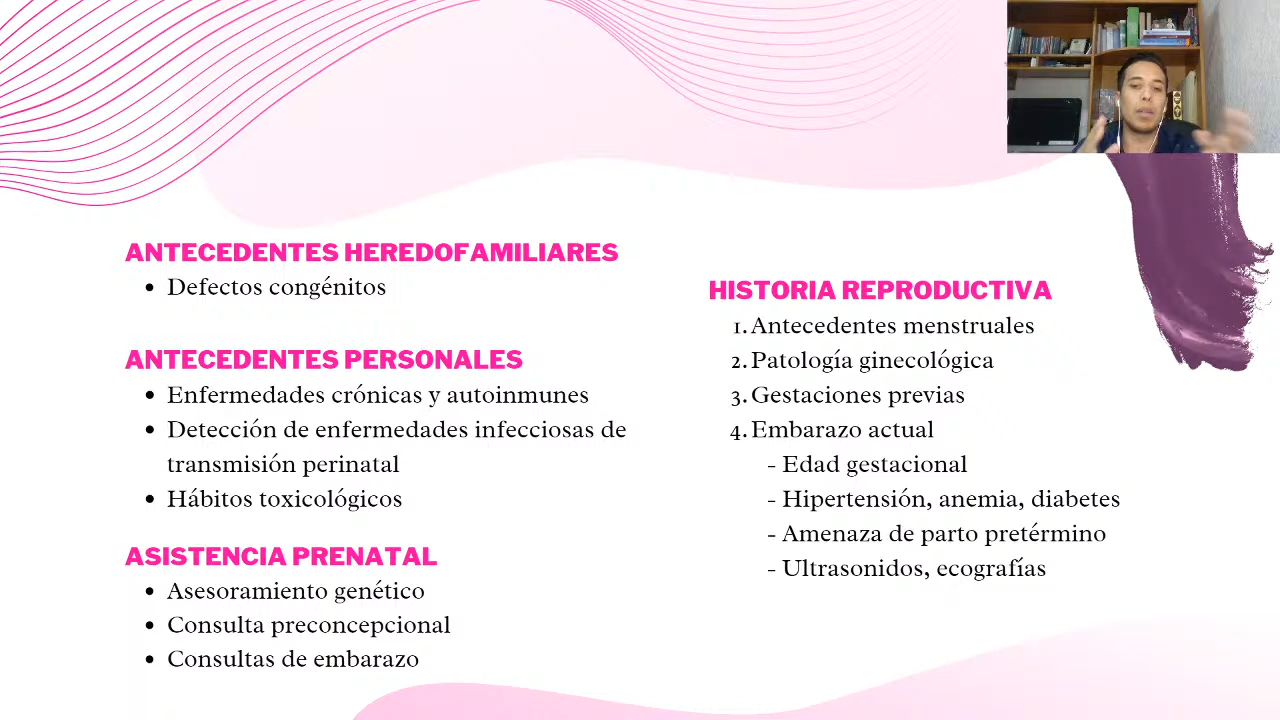 ANTECEDENTES HEREDOFAMILIARES
• Defectos congénitos
ANTECEDENTES PERSONALES
• Enfermedades crónicas y autoinmunes
• Detección de enfermedades infecciosas de
transmisión perinatal
• Hábitos toxicológicos
ASISTENCIA PRENATAL
• Asesoramiento genético
• Consulta preconcepcional
• Consultas de embarazo
HISTORIA REPRODUCTIVA
1. Antecedentes menstruales
2. Patología ginecológica
3. Gestaciones previas
4. Embarazo actual
- Edad gestacional
- Hipertensión, anemia, diabetes
- Amenaza de parto pretérmino
- Ultrasonidos, ecografías